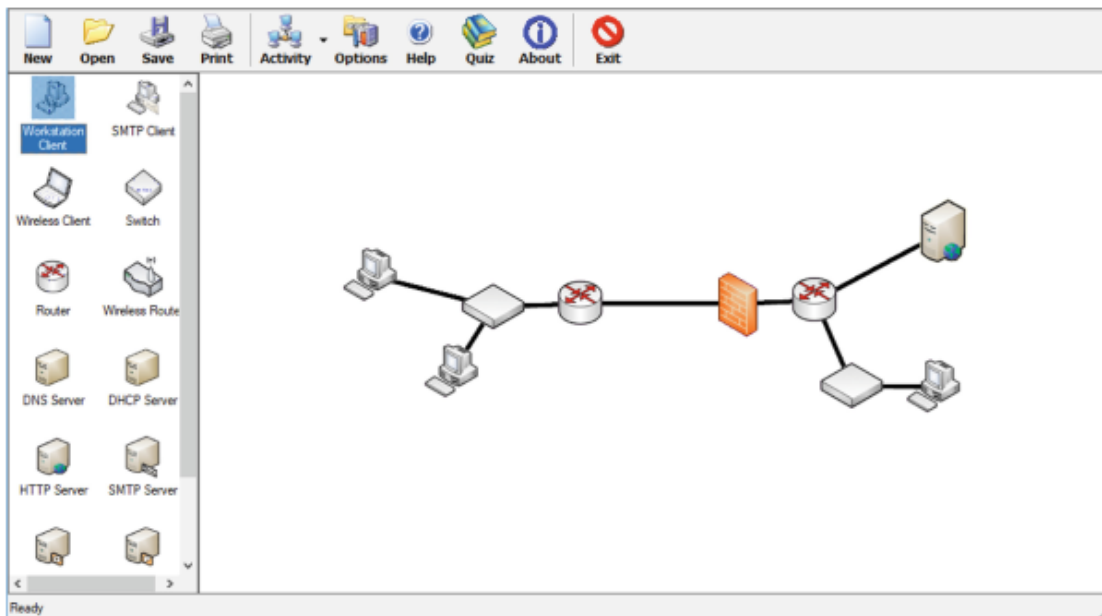 New Open Save Print Activity Options Help Quiz About Exit
Workstation
Client
SMTP Client
Wireless Client
Switch
Router
Wireless Route
DNS Server
DHCP Server
HTTP Server
SMTP Server
Ready